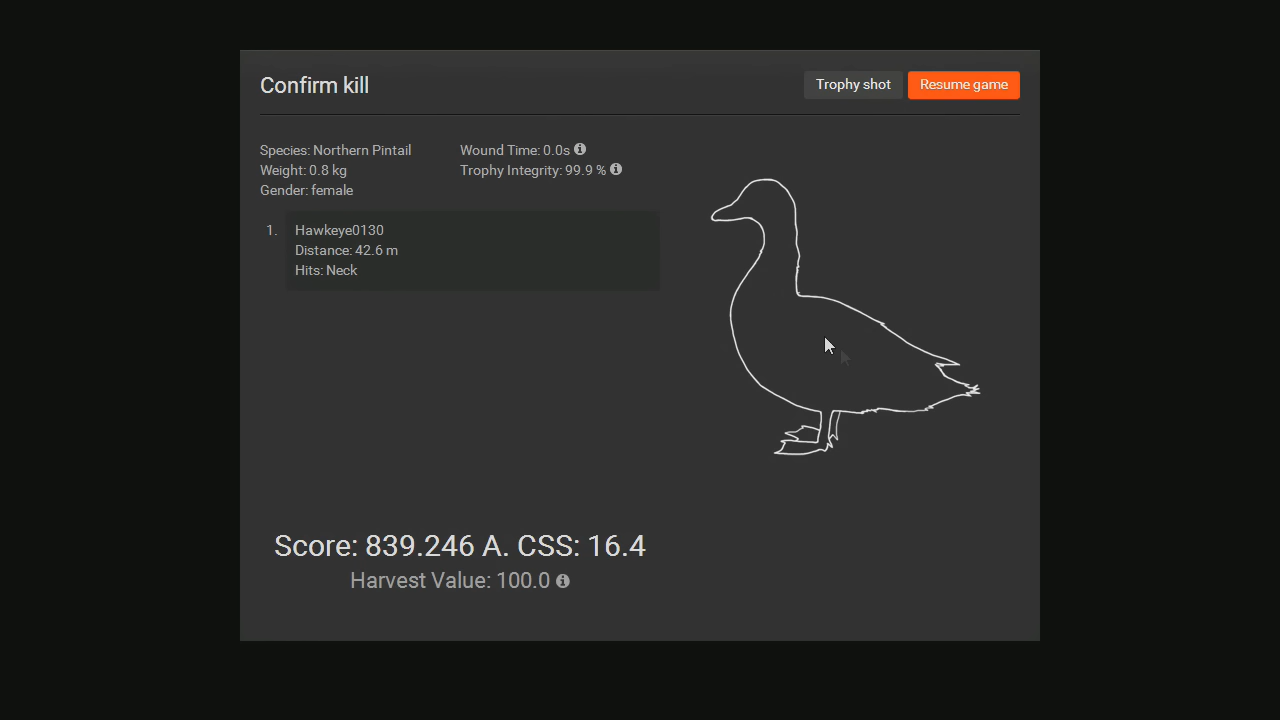 Confirm kill
Trophy shot
Resume game
Species: Northern Pintail
Weight: 0.8 kg
Gender: female
Wound Time: 0.0s
Trophy Integrity: 99.9 %
1.
Hawkeye0130
Distance: 42.6 m
Hits: Neck
Score: 839.246 A. CSS: 16.4
Harvest Value: 100.0